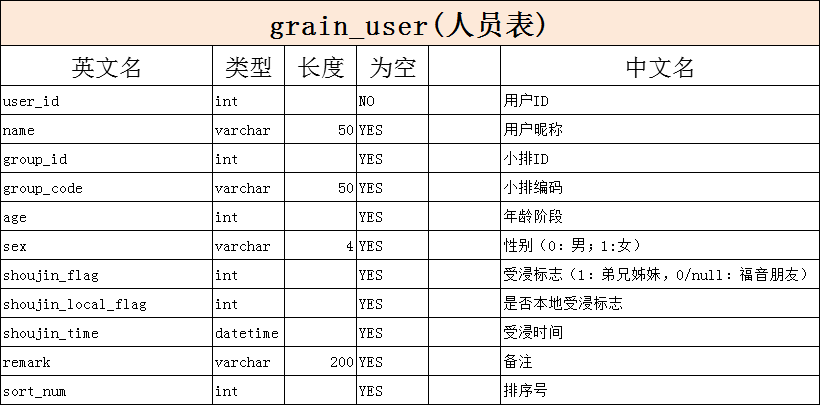 grain_user(人员表)
英文名 类型 长度 为空 中文名
user_id int NO 用户ID
name varchar 50 YES 用户昵称
group_id int YES 小排ID
group_code varchar 50 YES 小排编码
age int YES 年龄阶段
sex varchar 4 YES 性别（0：男；1:女）
shoujin_flag int YES 受浸标志（1：弟兄姊妹，0/null：福音朋友）
shoujin_local_flag int YES 是否本地受浸标志
shoujin_time datetime YES 受浸时间
remark varchar 200 YES 备注
sort_num int YES 排序号